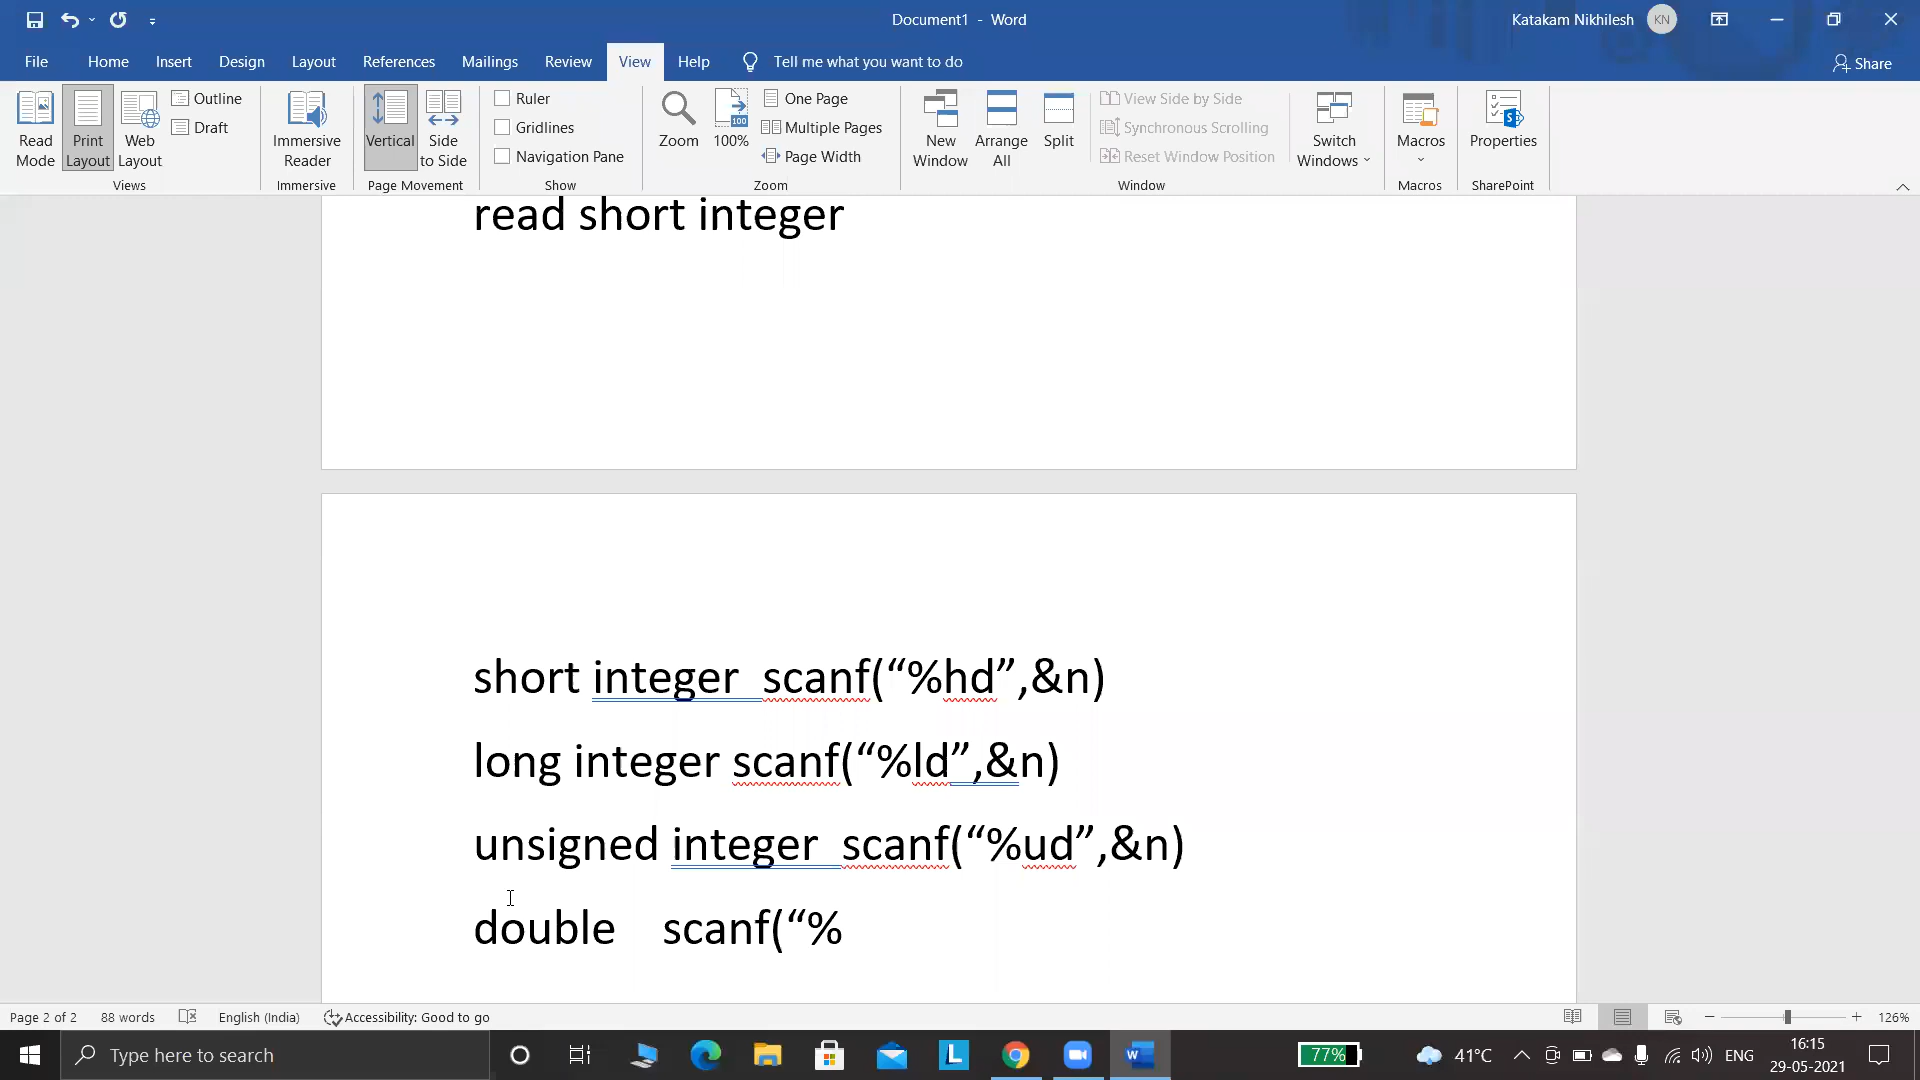 Document1 - Word
Katakam Nikhilesh KN
File Home Insert Design Layout References Mailings Review View Help Tell me what you want to do Share
Read Mode
Print Layout
Web Layout
Outline
Draft
Views
Immersive Reader
Immersive
Vertical
Side to Side
Page Movement
Ruler
Gridlines
Navigation Pane
Show
Zoom
100
100%
One Page
Multiple Pages
Page Width
Zoom
New Window
Arrange All
Split
View Side by Side
Synchronous Scrolling
Reset Window Position
Switch Windows
Window
Macros
Macros
Properties
SharePoint
read short integer
short integer scanf(“%hd”,&n)
long integer scanf(“%ld”,&n)
unsigned integer scanf(“%ud”,&n)
double scanf(“%
Page 2 of 2 88 words English (India) Accessibility: Good to go 126%
Type here to search L W 77% 41°C ENG 16:15
29-05-2021